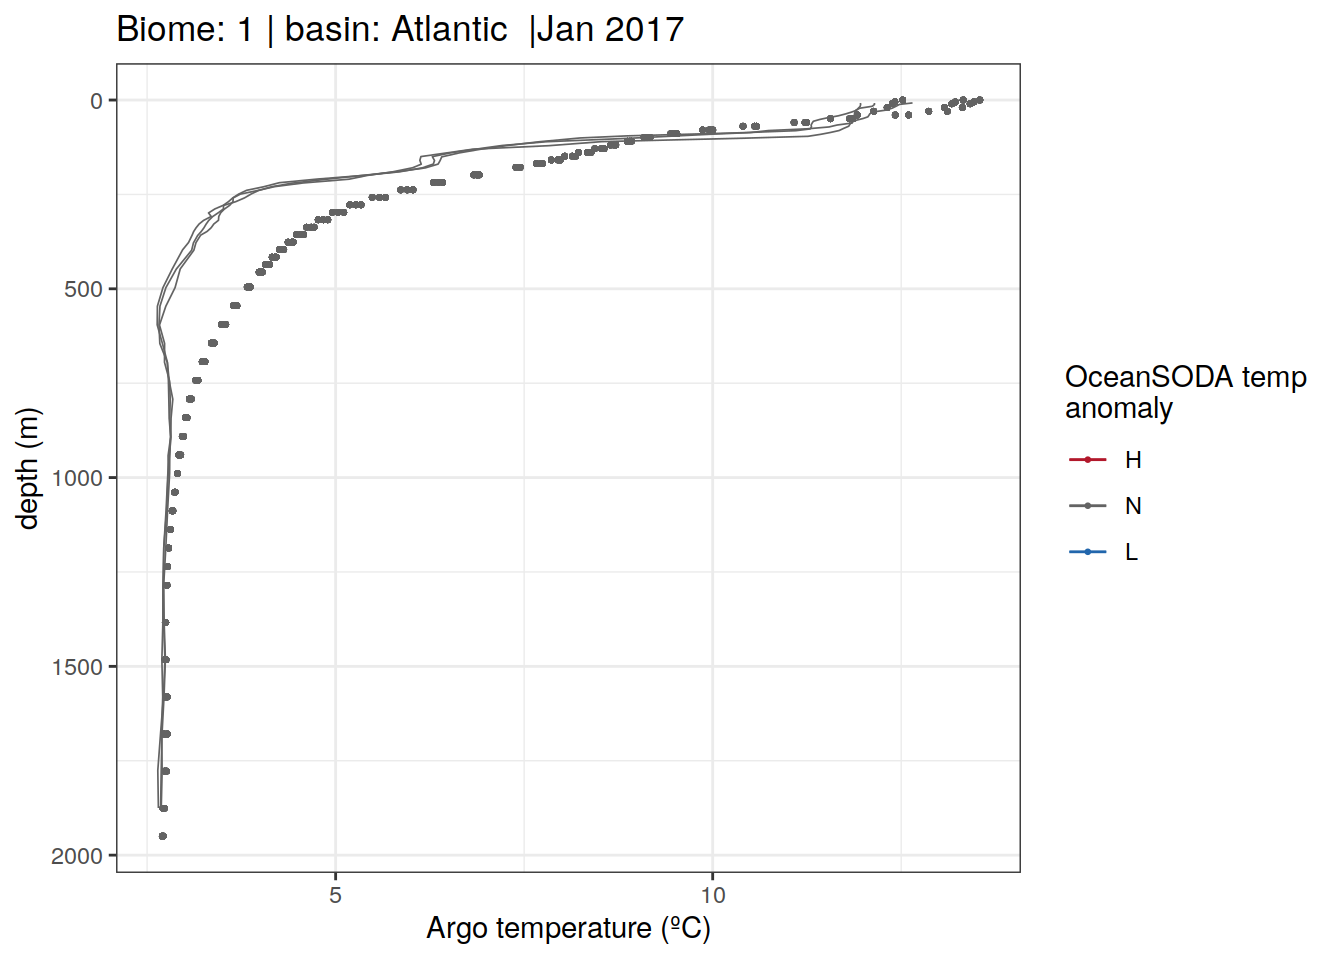 Biome: 1 | basin: Atlantic  |Jan 2017
0
500
1000
1500
2000
depth (m)
5
10
Argo temperature (ºC)
OceanSODA temp
anomaly
H
N
L